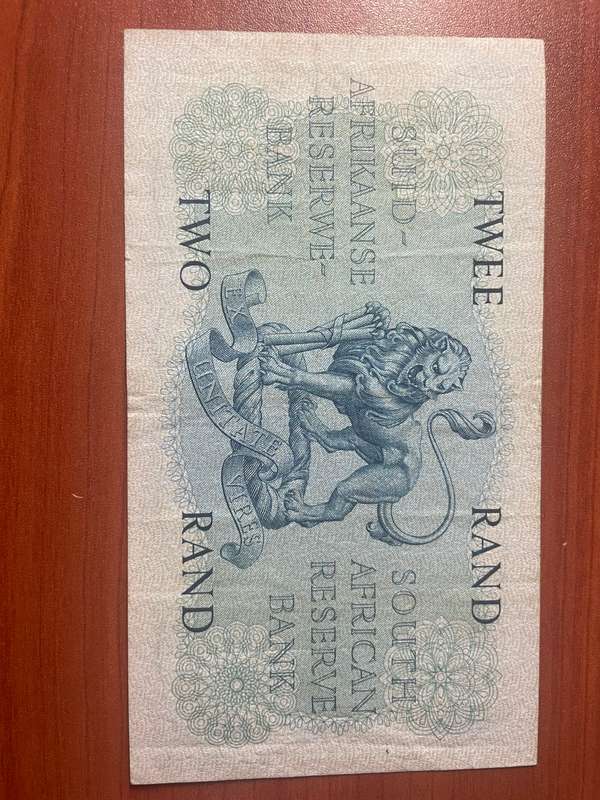 TWEE RAND
SUID-
AFRIKAANSE
RESERWE-
BANK
SOUTH
AFRICAN
RESERVE
BANK
EX UNITATE VIRES
TWO RAND